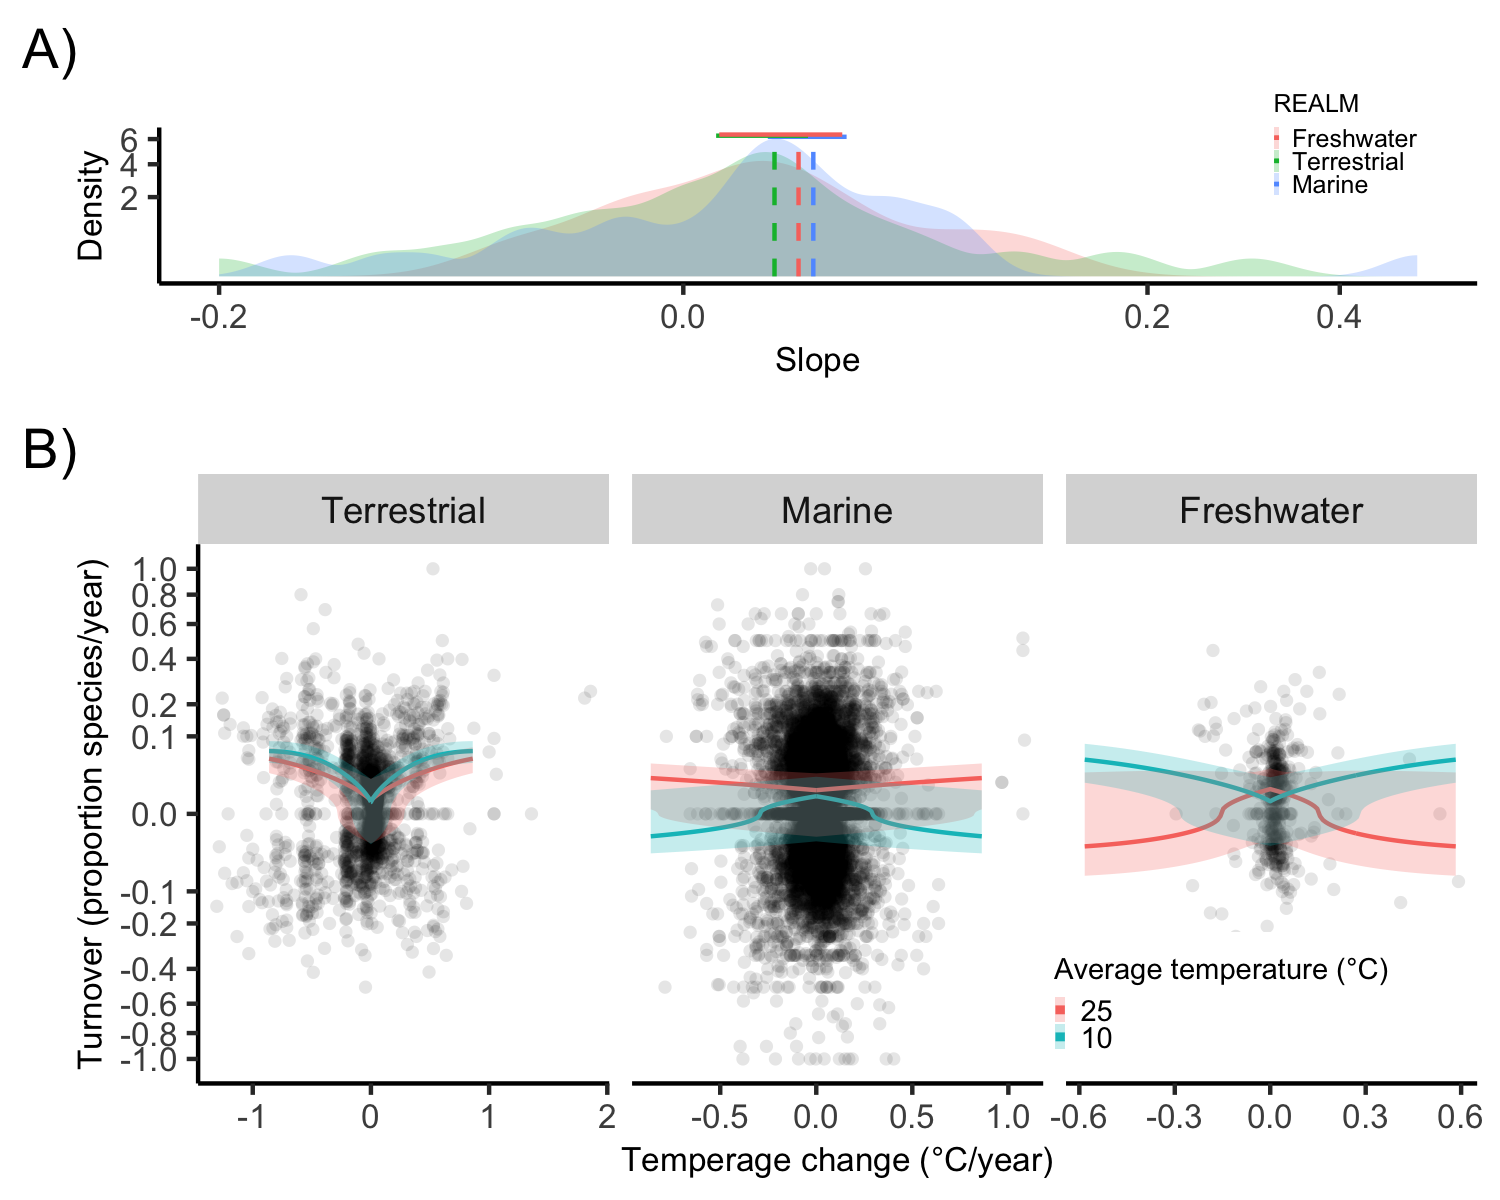 A)
REALM
Freshwater
Terrestrial
Marine
Density
6
4
2
-0.2 0.0 0.2 0.4
Slope
B)
Terrestrial Marine Freshwater
Turnover (proportion species/year)
1.0
0.8
0.6
0.4
0.2
0.1
0.0
-0.1
-0.2
-0.4
-0.6
-0.8
-1.0
Average temperature (°C)
25
10
-1 0 1 2 -0.5 0.0 0.5 1.0 -0.6 -0.3 0.0 0.3 0.6
Temperage change (°C/year)